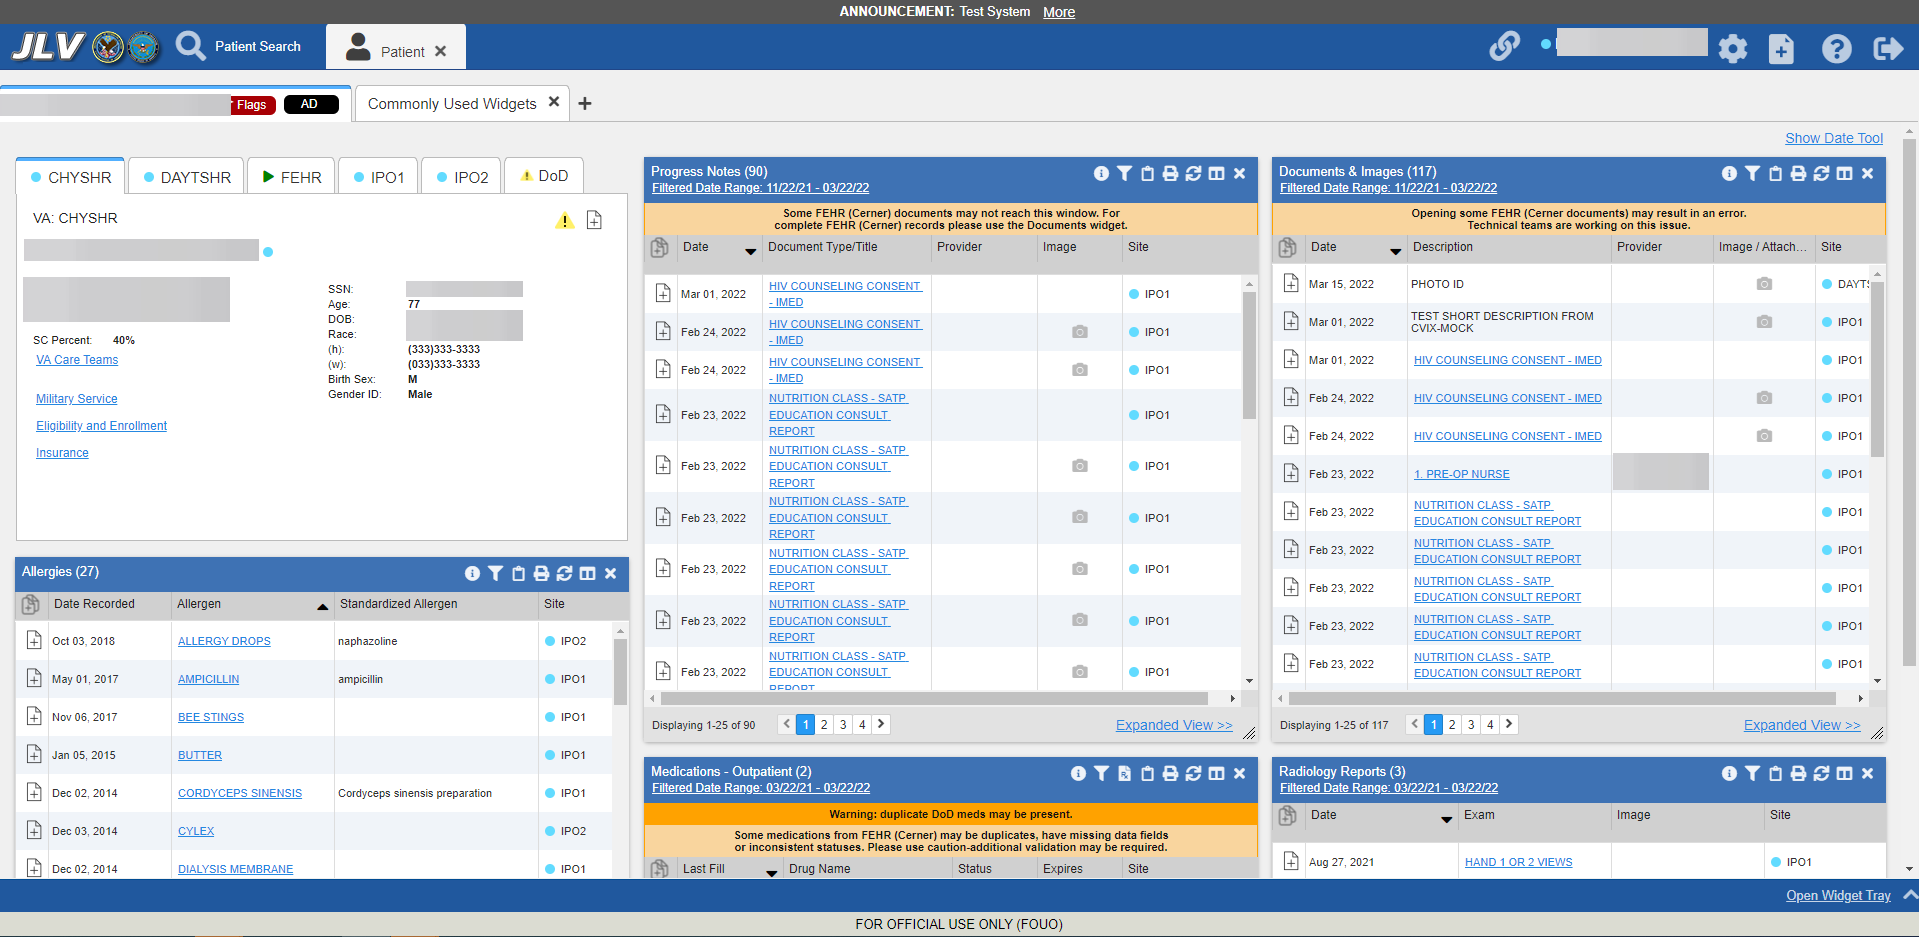 ANNOUNCEMENT: Test System More
JLV
Patient Search
Patient
Flags
AD
Commonly Used Widgets
Show Date Tool
CHYSHR
DAYTSHR
FEHR
IPO1
IPO2
DoD
VA: CHYSHR
SC Percent: 40%
VA Care Teams
Military Service
Eligibility and Enrollment
Insurance
SSN:
Age: 77
DOB:
Race:
(h): (333)333-3333
(w): (033)333-3333
Birth Sex: M
Gender ID: Male
Allergies (27)
Date Recorded Allergen Standardized Allergen Site
Oct 03, 2018 ALLERGY DROPS naphazoline IPO2
May 01, 2017 AMPICILLIN ampicillin IPO1
Nov 06, 2017 BEE STINGS IPO1
Jan 05, 2015 BUTTER IPO1
Dec 02, 2014 CORDYCEPS SINENSIS Cordyceps sinensis preparation IPO1
Dec 03, 2014 CYLEX IPO2
Dec 02, 2014 DIALYSIS MEMBRANE IPO1
Progress Notes (90)
Filtered Date Range: 11/22/21 - 03/22/22
Some FEHR (Cerner) documents may not reach this window. For
complete FEHR (Cerner) records please use the Documents widget.
Date Document Type/Title Provider Image Site
Mar 01, 2022 HIV COUNSELING CONSENT
- IMED IPO1
Feb 24, 2022 HIV COUNSELING CONSENT
- IMED IPO1
Feb 24, 2022 HIV COUNSELING CONSENT
- IMED IPO1
Feb 23, 2022 NUTRITION CLASS - SATP
EDUCATION CONSULT
REPORT IPO1
Feb 23, 2022 NUTRITION CLASS - SATP
EDUCATION CONSULT
REPORT IPO1
Feb 23, 2022 NUTRITION CLASS - SATP
EDUCATION CONSULT
REPORT IPO1
Feb 23, 2022 NUTRITION CLASS - SATP
EDUCATION CONSULT
REPORT IPO1
Feb 23, 2022 NUTRITION CLASS - SATP
EDUCATION CONSULT
REPORT IPO1
Feb 23, 2022 NUTRITION CLASS - SATP
EDUCATION CONSULT
REPORT IPO1
Displaying 1-25 of 90 1 2 3 4 Expanded View >>
Documents & Images (117)
Filtered Date Range: 11/22/21 - 03/22/22
Opening some FEHR (Cerner documents) may result in an error.
Technical teams are working on this issue.
Date Description Provider Image / Attach... Site
Mar 15, 2022 PHOTO ID DAYTS
Mar 01, 2022 TEST SHORT DESCRIPTION FROM
CVIX-MOCK IPO1
Mar 01, 2022 HIV COUNSELING CONSENT - IMED IPO1
Feb 24, 2022 HIV COUNSELING CONSENT - IMED IPO1
Feb 24, 2022 HIV COUNSELING CONSENT - IMED IPO1
Feb 23, 2022 1. PRE-OP NURSE IPO1
Feb 23, 2022 NUTRITION CLASS - SATP
EDUCATION CONSULT REPORT IPO1
Feb 23, 2022 NUTRITION CLASS - SATP
EDUCATION CONSULT REPORT IPO1
Feb 23, 2022 NUTRITION CLASS - SATP
EDUCATION CONSULT REPORT IPO1
Feb 23, 2022 NUTRITION CLASS - SATP
EDUCATION CONSULT REPORT IPO1
Feb 23, 2022 NUTRITION CLASS - SATP
EDUCATION CONSULT REPORT IPO1
Displaying 1-25 of 117 1 2 3 4 Expanded View >>
Medications - Outpatient (2)
Filtered Date Range: 03/22/21 - 03/22/22
Warning: duplicate DoD meds may be present.
Some medications from FEHR (Cerner) may be duplicates, have missing data fields
or inconsistent statuses. Please use caution-additional validation may be required.
Last Fill Drug Name Status Expires Site
Radiology Reports (3)
Filtered Date Range: 03/22/21 - 03/22/22
Date Exam Image Site
Aug 27, 2021 HAND 1 OR 2 VIEWS IPO1
Open Widget Tray
FOR OFFICIAL USE ONLY (FOUO)